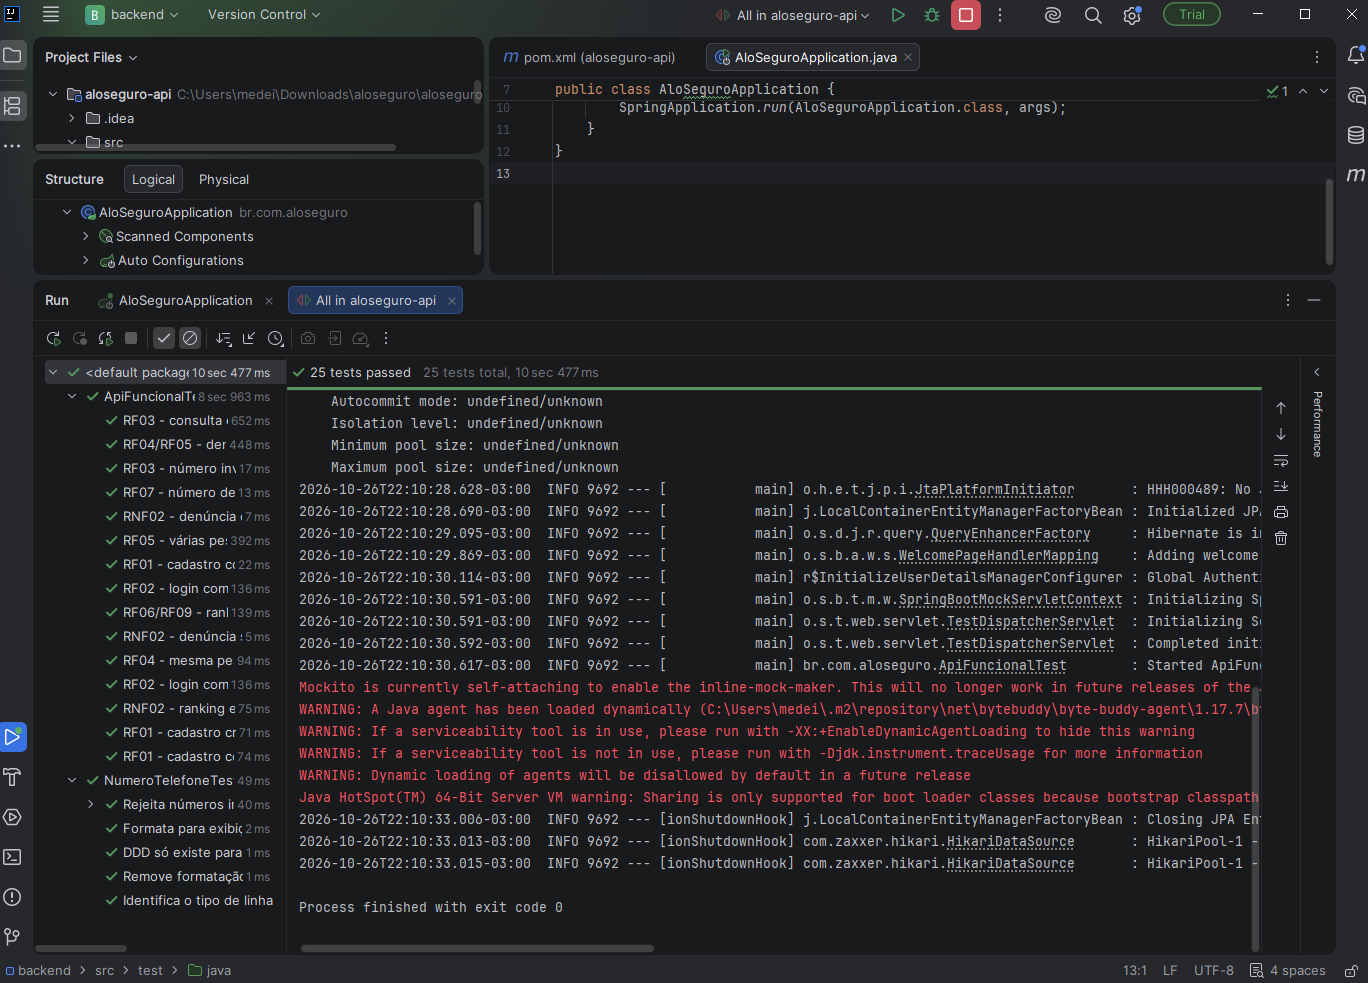 B backend Version Control All in aloseguro-api Trial
Project Files
aloseguro-api C:\Users\medei\Downloads\aloseguro\aloseguro
.idea
src
Structure Logical Physical
AloSeguroApplication br.com.aloseguro
Scanned Components
Auto Configurations
m pom.xml (aloseguro-api) AloSeguroApplication.java
7 public class AloSeguroApplication { 1
10 SpringApplication.run(AloSeguroApplication.class, args);
11 }
12 }
13
Run AloSeguroApplication All in aloseguro-api
<default package 10 sec 477 ms
ApiFuncionalTe 8 sec 963 ms
RF03 - consulta 652 ms
RF04/RF05 - der 448 ms
RF03 - número inv 17 ms
RF07 - número de 13 ms
RNF02 - denúncia 7 ms
RF05 - várias pe 392 ms
RF01 - cadastro co 22 ms
RF02 - login com 136 ms
RF06/RF09 - ranl 139 ms
RNF02 - denúncia 5 ms
RF04 - mesma pe 94 ms
RF02 - login com 136 ms
RNF02 - ranking e 75 ms
RF01 - cadastro cr 71 ms
RF01 - cadastro co 74 ms
NumeroTelefoneTes 49 ms
Rejeita números i 40 ms
Formata para exibiç 2 ms
DDD só existe para 1 ms
Remove formatação 1 ms
Identifica o tipo de linha
25 tests passed 25 tests total, 10 sec 477 ms
Autocommit mode: undefined/unknown
Isolation level: undefined/unknown
Minimum pool size: undefined/unknown
Maximum pool size: undefined/unknown
2026-10-26T22:10:28.628-03:00 INFO 9692 --- [ main] o.h.e.t.j.p.i.JtaPlatformInitiator : HHH000489: No
2026-10-26T22:10:28.690-03:00 INFO 9692 --- [ main] j.LocalContainerEntityManagerFactoryBean : Initialized JPA
2026-10-26T22:10:29.095-03:00 INFO 9692 --- [ main] o.s.d.j.r.query.QueryEnhancerFactory : Hibernate is in
2026-10-26T22:10:29.869-03:00 INFO 9692 --- [ main] o.s.b.a.w.s.WelcomePageHandlerMapping : Adding welcome
2026-10-26T22:10:30.114-03:00 INFO 9692 --- [ main] r$InitializeUserDetailsManagerConfigurer : Global Authenti
2026-10-26T22:10:30.591-03:00 INFO 9692 --- [ main] o.s.b.t.m.w.SpringBootMockServletContext : Initializing Sp
2026-10-26T22:10:30.591-03:00 INFO 9692 --- [ main] o.s.t.web.servlet.TestDispatcherServlet : Initializing Se
2026-10-26T22:10:30.592-03:00 INFO 9692 --- [ main] o.s.t.web.servlet.TestDispatcherServlet : Completed initi
2026-10-26T22:10:30.617-03:00 INFO 9692 --- [ main] br.com.aloseguro.ApiFuncionalTest : Started ApiFunc
Mockito is currently self-attaching to enable the inline-mock-maker. This will no longer work in future releases of the
WARNING: A Java agent has been loaded dynamically (C:\Users\medei\.m2\repository\net\bytebuddy\byte-buddy-agent\1.17.7\by
WARNING: If a serviceability tool is in use, please run with -XX:+EnableDynamicAgentLoading to hide this warning
WARNING: If a serviceability tool is not in use, please run with -Djdk.instrument.traceUsage for more information
WARNING: Dynamic loading of agents will be disallowed by default in a future release
Java HotSpot(TM) 64-Bit Server VM warning: Sharing is only supported for boot loader classes because bootstrap classpath
2026-10-26T22:10:33.006-03:00 INFO 9692 --- [ionShutdownHook] j.LocalContainerEntityManagerFactoryBean : Closing JPA Ent
2026-10-26T22:10:33.013-03:00 INFO 9692 --- [ionShutdownHook] com.zaxxer.hikari.HikariDataSource : HikariPool-1 -
2026-10-26T22:10:33.015-03:00 INFO 9692 --- [ionShutdownHook] com.zaxxer.hikari.HikariDataSource : HikariPool-1 -
Process finished with exit code 0
Performance
backend > src > test > java 13:1 LF UTF-8 4 spaces